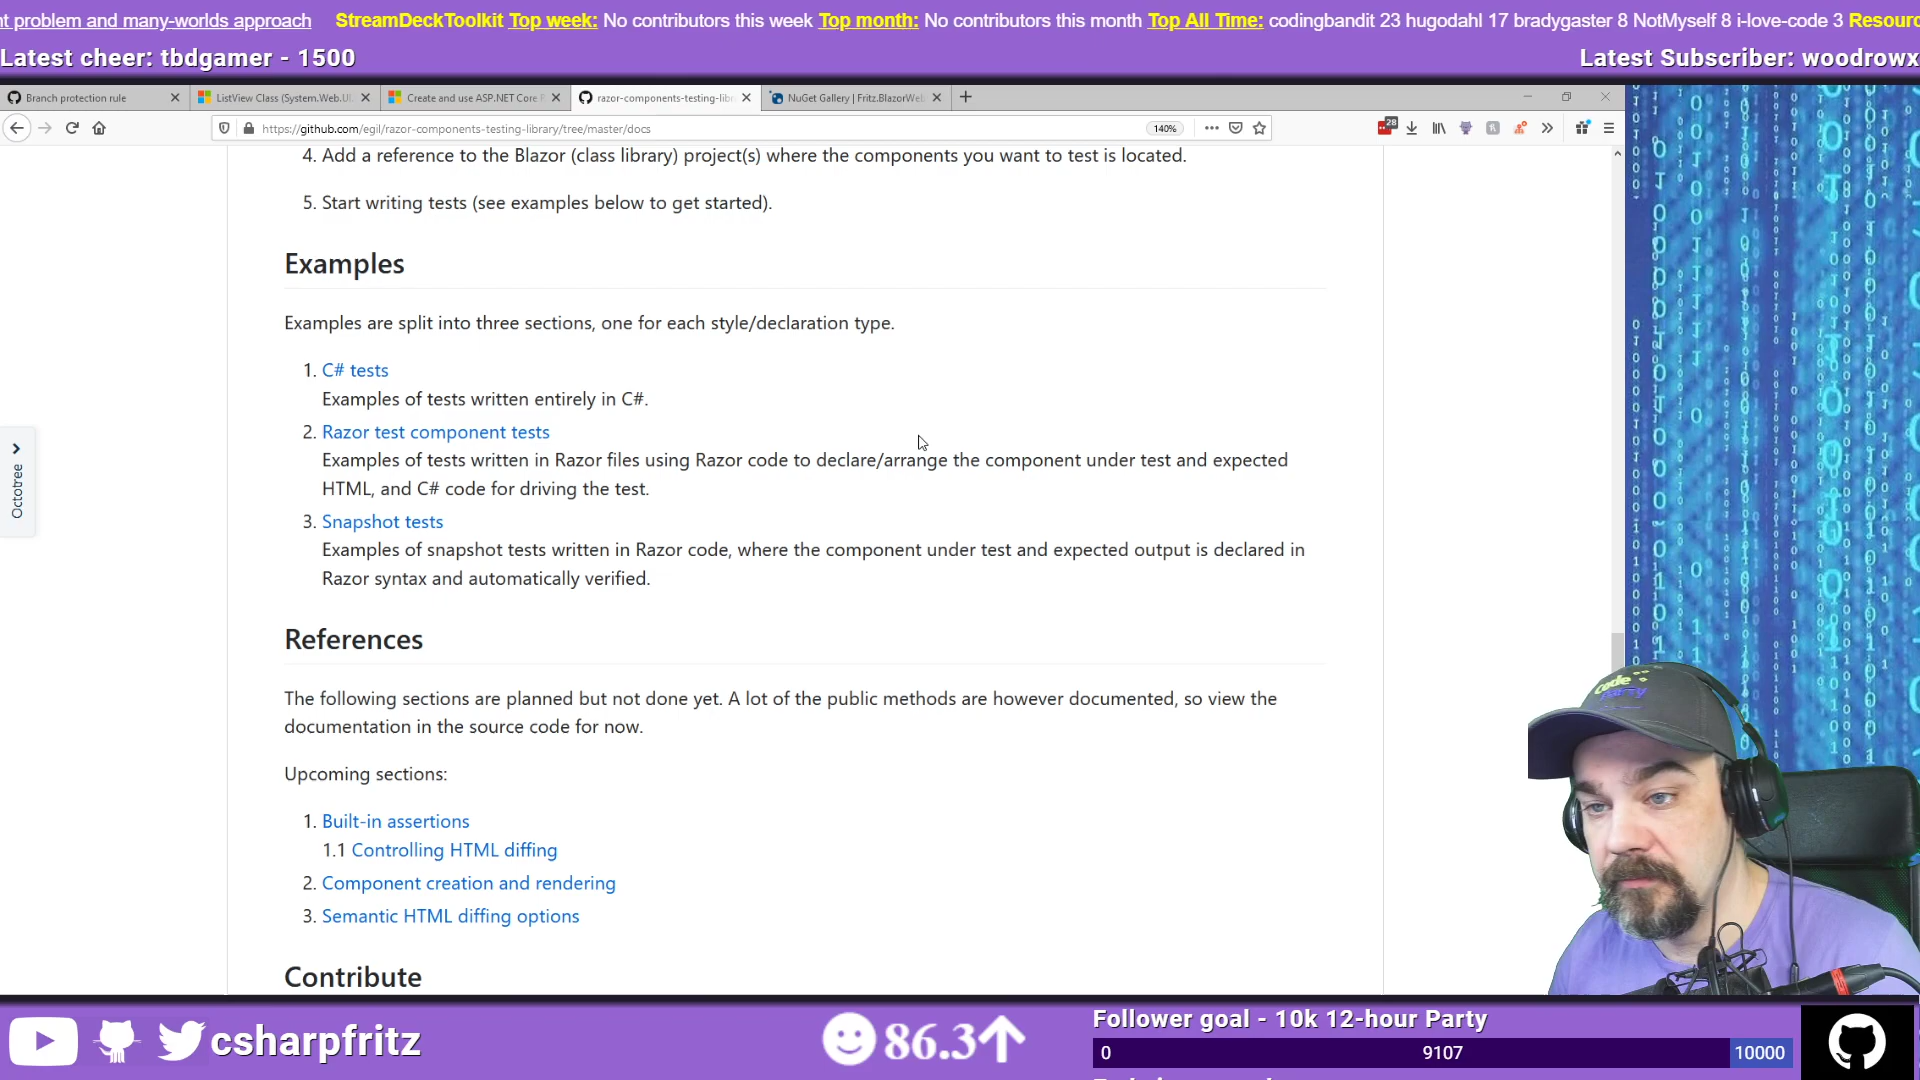 nt problem and many-worlds approach StreamDeckToolkit Top week: No contributors this week Top month: No contributors this month Top All Time: codingbandit 23 hugodahl 17 bradygaster 8 NotMyself 8 i-love-code 3 Resourc
Latest cheer: tbdgamer - 1500
Latest Subscriber: woodrowx
Branch protection rule
ListView Class (System.Web.UI.
Create and use ASP.NET Core R
razor-components-testing-libr
NuGet Gallery | Fritz.BlazorWeb
https://github.com/egil/razor-components-testing-library/tree/master/docs
140%
28
4. Add a reference to the Blazor (class library) project(s) where the components you want to test is located.
5. Start writing tests (see examples below to get started).
Examples
Examples are split into three sections, one for each style/declaration type.
1. C# tests
Examples of tests written entirely in C#.
2. Razor test component tests
Examples of tests written in Razor files using Razor code to declare/arrange the component under test and expected
HTML, and C# code for driving the test.
3. Snapshot tests
Examples of snapshot tests written in Razor code, where the component under test and expected output is declared in
Razor syntax and automatically verified.
Octotree
References
The following sections are planned but not done yet. A lot of the public methods are however documented, so view the
documentation in the source code for now.
Upcoming sections:
1. Built-in assertions
1.1 Controlling HTML diffing
2. Component creation and rendering
3. Semantic HTML diffing options
Contribute
Code
Party
csharpfritz
86.3
Follower goal - 10k 12-hour Party
0
9107
10000